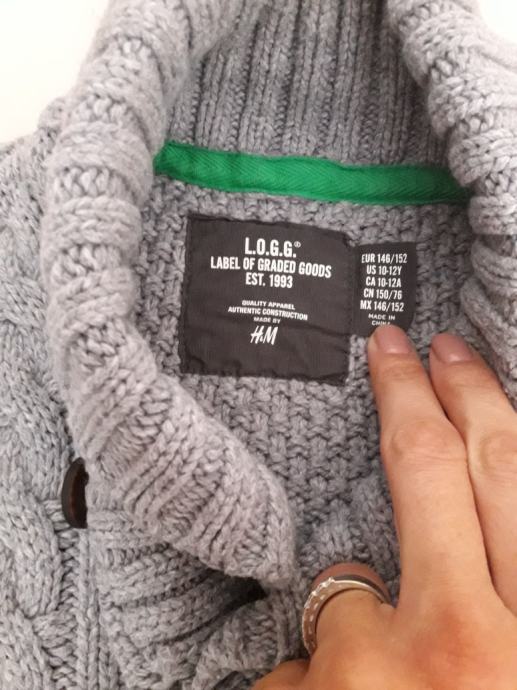 L.O.G.G.®
LABEL OF GRADED GOODS
EST. 1993
QUALITY APPAREL
AUTHENTIC CONSTRUCTION
MADE BY
H&M
EUR 146/152
US 10-12Y
CA 10-12A
CN 150/76
MX 146/152
MADE IN
CHINA